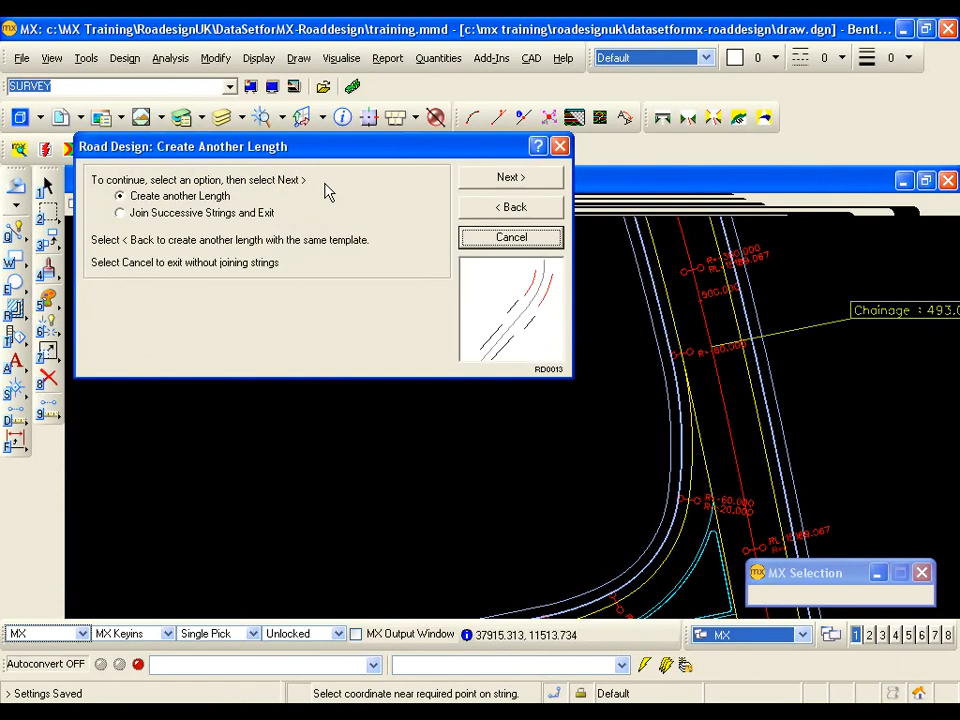 MX: c:\MX Training\RoadesignUK\DataSetforMX-Roaddesign\training.mmd - [c:\mx training\roadesignuk\datasetformx-roaddesign\draw.dgn] - Bentl...
File View Tools Design Analysis Modify Display Draw Visualise Report Quantities Add-Ins CAD Help
Default 0 0 0
SURVEY
Road Design: Create Another Length
To continue, select an option, then select Next >
Create another Length
Join Successive Strings and Exit
Select < Back to create another length with the same template.
Select Cancel to exit without joining strings
Next >
< Back
Cancel
RD0013
Chainage : 493.0
MX Selection
MX MX Keyins Single Pick Unlocked MX Output Window 37915.313, 11513.734 MX 1 2 3 4 5 6 7 8
Autoconvert OFF
> Settings Saved Select coordinate near required point on string. Default